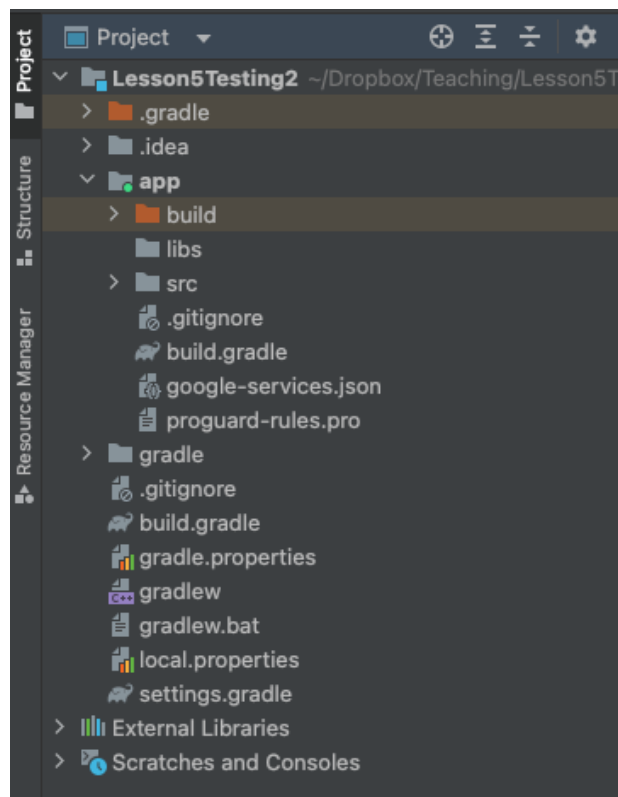 Project
Project
Structure
Resource Manager
Lesson5Testing2 ~/Dropbox/Teaching/Lesson5T
.gradle
.idea
app
build
libs
src
.gitignore
build.gradle
google-services.json
proguard-rules.pro
gradle
.gitignore
build.gradle
gradle.properties
C++ gradlew
gradlew.bat
local.properties
settings.gradle
External Libraries
Scratches and Consoles